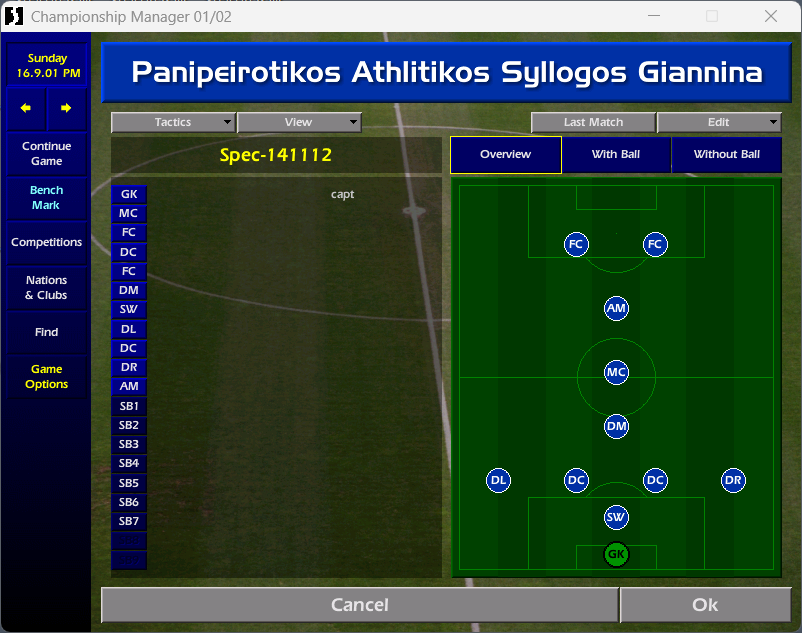 Championship Manager 01/02
Sunday
16.9.01 PM
Continue
Game
Bench
Mark
Competitions
Nations
& Clubs
Find
Game
Options
Panipeirotikos Athlitikos Syllogos Giannina
Tactics
View
Last Match
Edit
Spec-141112
Overview
With Ball
Without Ball
GK
capt
MC
FC
DC
FC
DM
SW
DL
DC
DR
AM
SB1
SB2
SB3
SB4
SB5
SB6
SB7
FC FC
AM
MC
DM
DL DC DC DR
SW
GK
Cancel
Ok